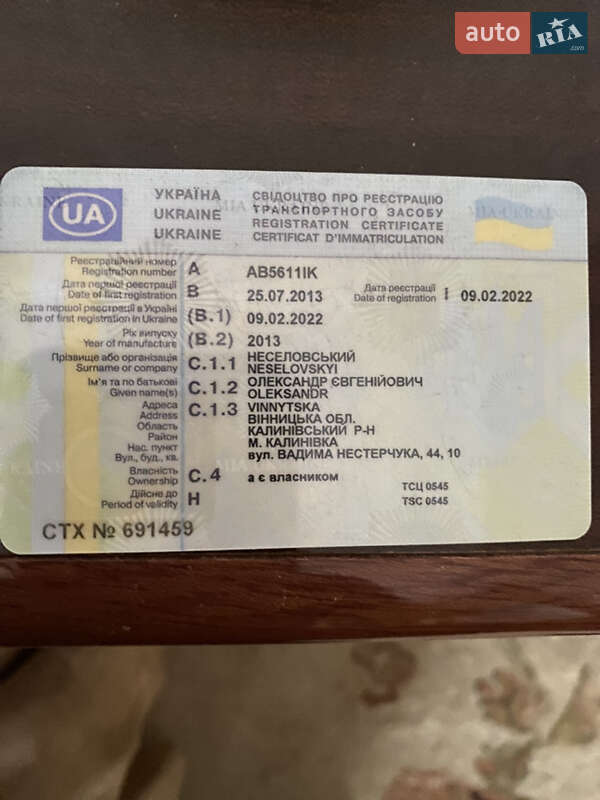 auto RIA.com
УКРАЇНА
UKRAINE
UKRAINE
СВІДОЦТВО ПРО РЕЄСТРАЦІЮ
ТРАНСПОРТНОГО ЗАСОБУ
REGISTRATION CERTIFICATE
CERTIFICAT D'IMMATRICULATION
UA
Реєстраційний номер
Registration number A AB5611IK
Дата першої реєстрації
Date of first registration B 25.07.2013
Дата реєстрації
Date of registration I 09.02.2022
Дата першої реєстрації в Україні
Date of first registration in Ukraine (B.1) 09.02.2022
Рік випуску
Year of manufacture (B.2) 2013
Прізвище або організація
Surname or company C.1.1 НЕСЕЛОВСЬКИЙ
NESELOVSKYI
Ім'я та по батькові
Given name(s) C.1.2 ОЛЕКСАНДР ЄВГЕНІЙОВИЧ
OLEKSANDR
Адреса
Address C.1.3 VINNYTSKA
Область ВІННИЦЬКА ОБЛ.
Район КАЛИНІВСЬКИЙ Р-Н
Нас. пункт М. КАЛИНІВКА
Вул., буд., кв. вул. ВАДИМА НЕСТЕРЧУКА, 44, 10
Власність
Ownership C.4 а є власником
ТСЦ 0545
Дійсне до
Period of validity H
TSC 0545
СТХ № 691459